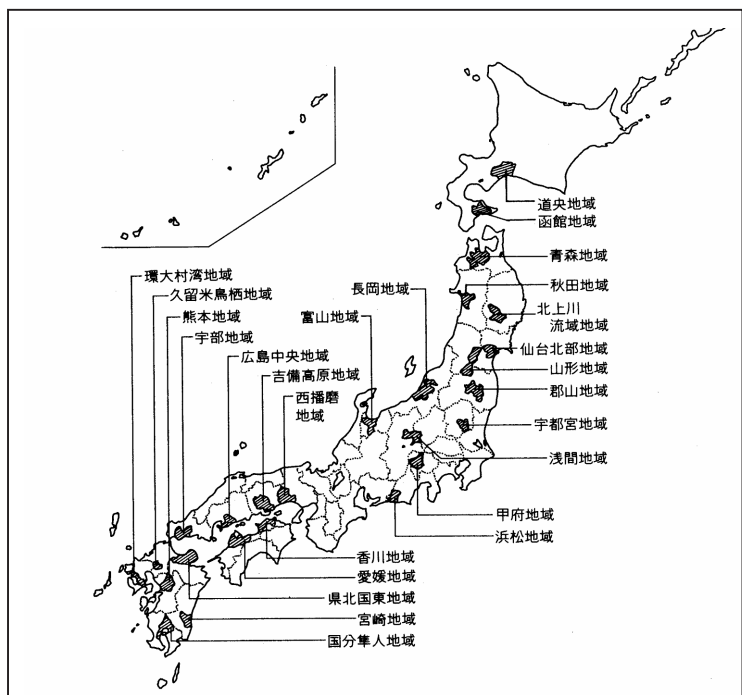 道央地域
函館地域
青森地域
秋田地域
北上川
流域地域
仙台北部地域
山形地域
郡山地域
宇都宮地域
浅間地域
甲府地域
浜松地域
長岡地域
富山地域
環大村湾地域
久留米鳥栖地域
熊本地域
宇部地域
広島中央地域
吉備高原地域
西播磨
地域
香川地域
愛媛地域
県北国東地域
宮崎地域
国分隼人地域